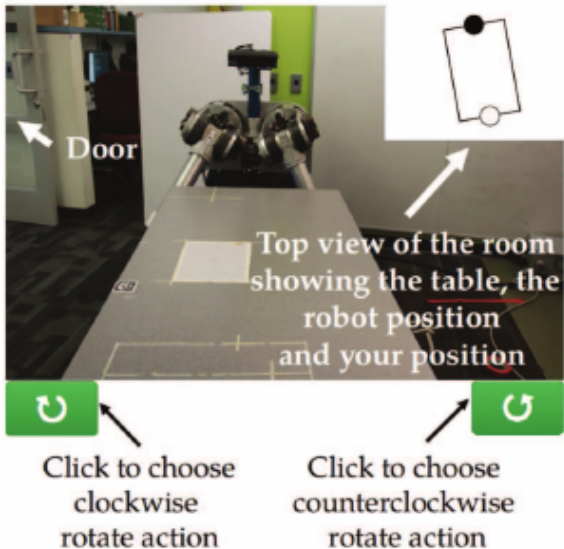 Door
Top view of the room
showing the table, the
robot position
and your position
Click to choose
clockwise
rotate action
Click to choose
counterclockwise
rotate action